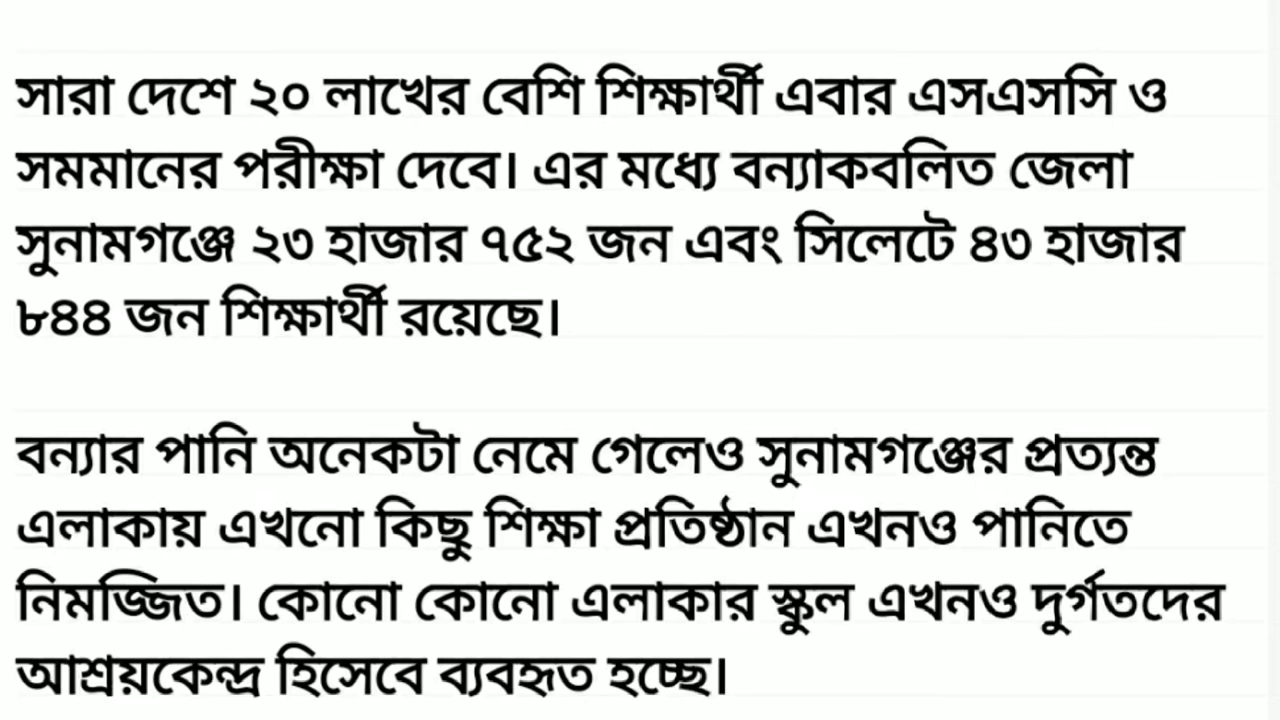 সারা দেশে ২০ লাখের বেশি শিক্ষার্থী এবার এসএসসি ও
সমমানের পরীক্ষা দেবে। এর মধ্যে বন্যাকবলিত জেলা
সুনামগঞ্জে ২৩ হাজার ৭৫২ জন এবং সিলেটে ৪৩ হাজার
৮৪৪ জন শিক্ষার্থী রয়েছে।
বন্যার পানি অনেকটা নেমে গেলেও সুনামগঞ্জের প্রত্যন্ত
এলাকায় এখনো কিছু শিক্ষা প্রতিষ্ঠান এখনও পানিতে
নিমজ্জিত। কোনো কোনো এলাকার স্কুল এখনও দুর্গতদের
আশ্রয়কেন্দ্র হিসেবে ব্যবহৃত হচ্ছে।